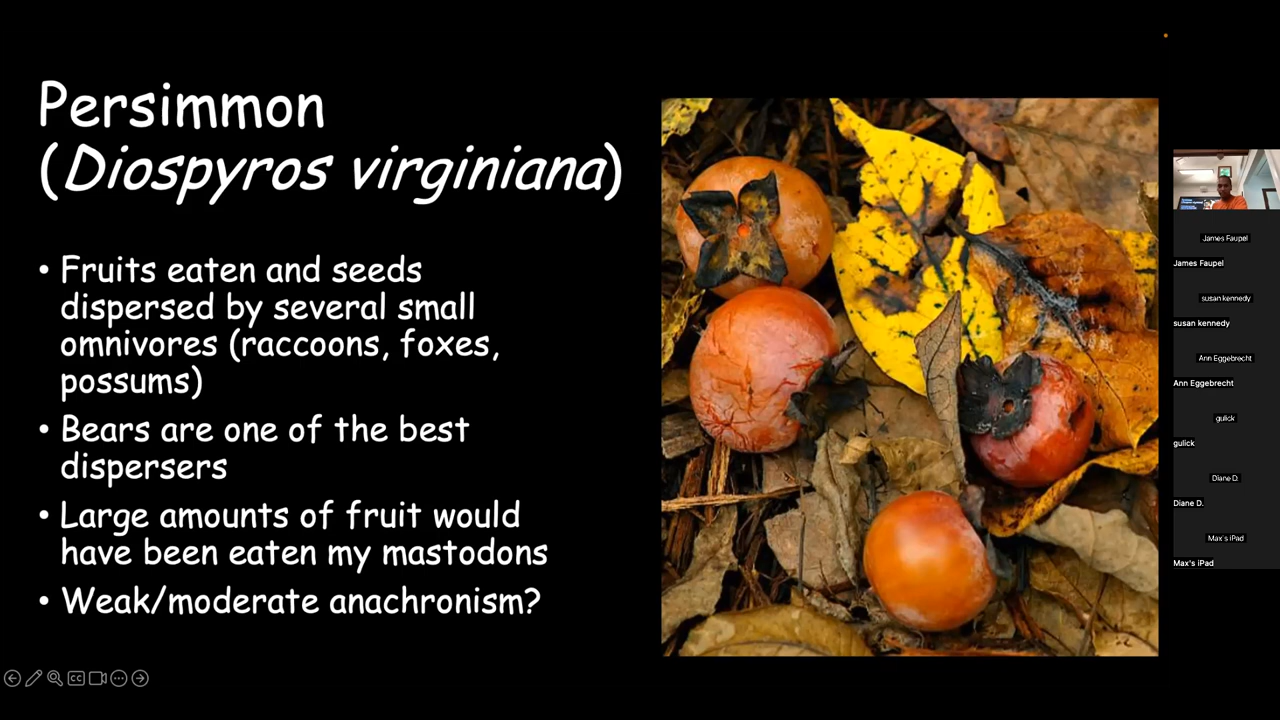 Persimmon
(Diospyros virginiana)
• Fruits eaten and seeds
dispersed by several small
omnivores (raccoons, foxes,
possums)
• Bears are one of the best
dispersers
• Large amounts of fruit would
have been eaten my mastodons
• Weak/moderate anachronism?
James Faupel
James Faupel
susan kennedy
susan kennedy
Ann Eggebrecht
Ann Eggebrecht
gulick
gulick
Diane D.
Diane D.
Max's iPad
Max's iPad
CC